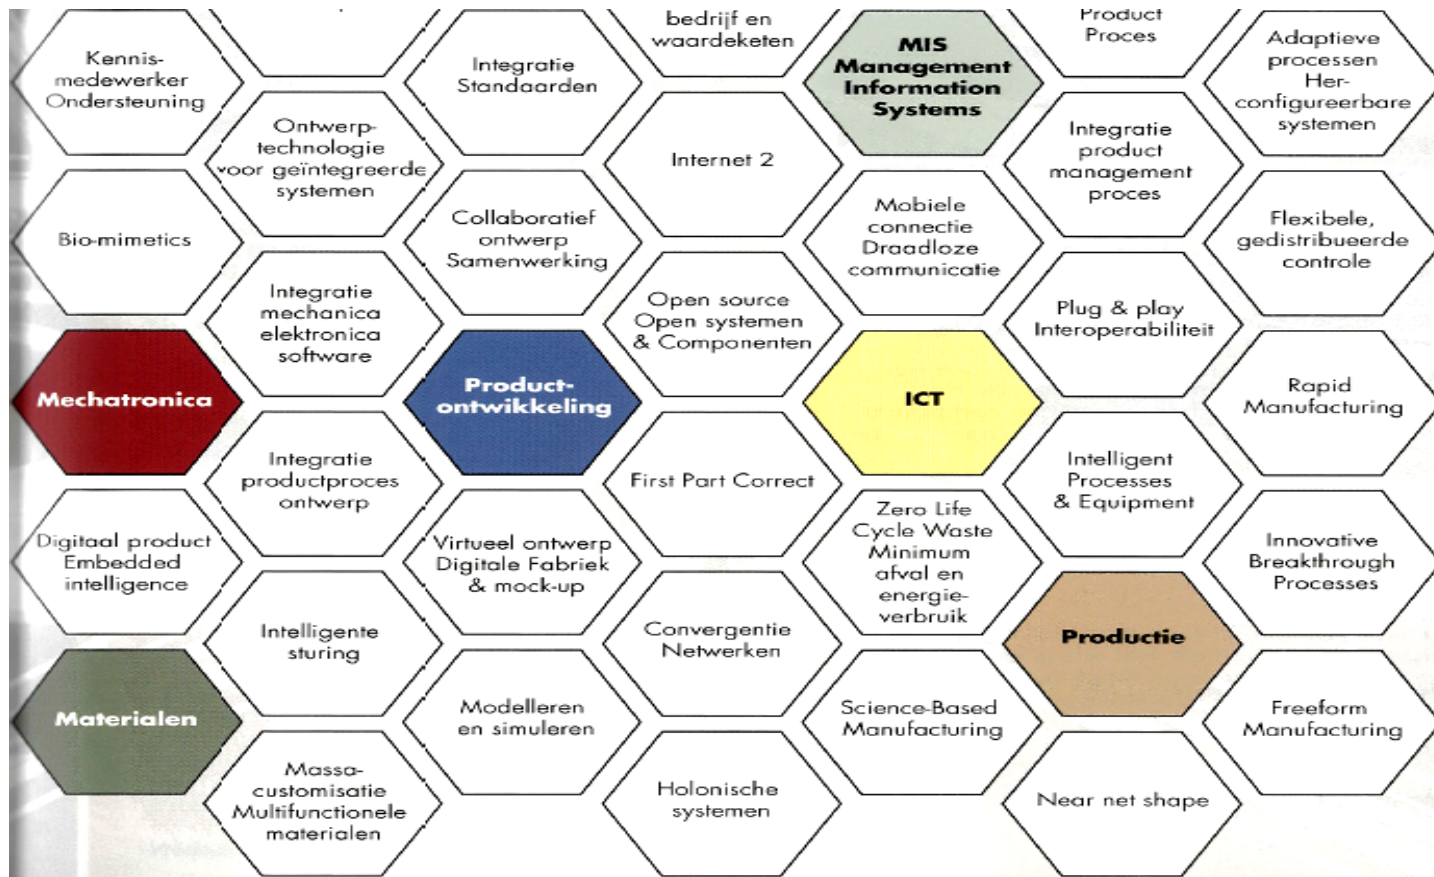 Kennis-
medewerker
Ondersteuning
Bio-mimetics
Mechatronica
Digitaal product
Embedded
intelligence
Materialen
Ontwerp-
technologie
voor geïntegreerde
systemen
Integratie
mechanica
elektronica
software
Integratie
productproces
ontwerp
Intelligente
sturing
Massa-
customisatie
Multifunctionele
materialen
Integratie
Standaarden
Collaboratief
ontwerp
Samenwerking
Product-
ontwikkeling
Virtueel ontwerp
Digitale Fabriek
& mock-up
Modelleren
en simuleren
bedrijf en
waardeketen
Internet 2
Open source
Open systemen
& Componenten
First Part Correct
Convergentie
Netwerken
Holonische
systemen
MIS
Management
Information
Systems
Mobiele
connectie
Draadloze
communicatie
ICT
Zero Life
Cycle Waste
Minimum
afval en
energie-
verbruik
Science-Based
Manufacturing
Product
Proces
Integratie
product
management
proces
Plug & play
Interoperabiliteit
Intelligent
Processes
& Equipment
Productie
Near net shape
Adaptieve
processen
Her-
configureerbare
systemen
Flexibele,
gedistribueerde
controle
Rapid
Manufacturing
Innovative
Breakthrough
Processes
Freeform
Manufacturing